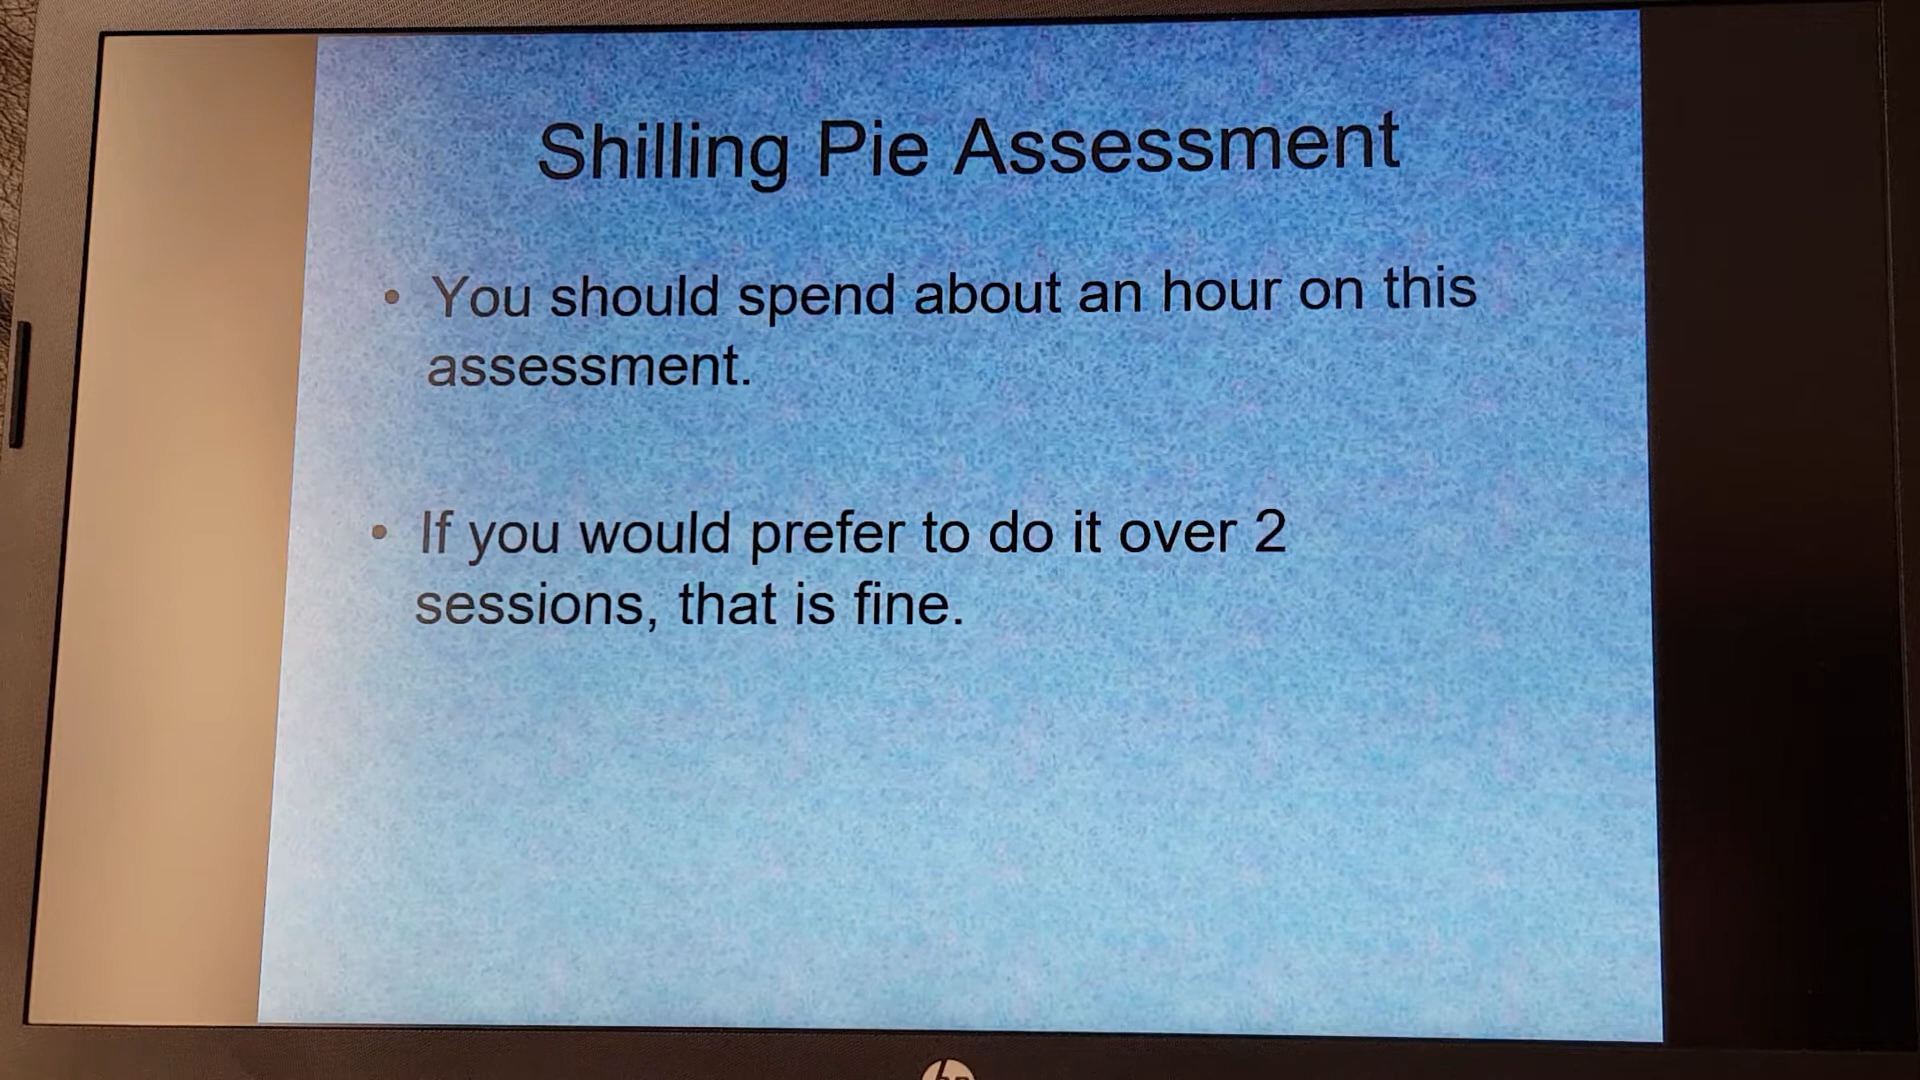 Shilling Pie Assessment
• You should spend about an hour on this
assessment.
• If you would prefer to do it over 2
sessions, that is fine.
hp